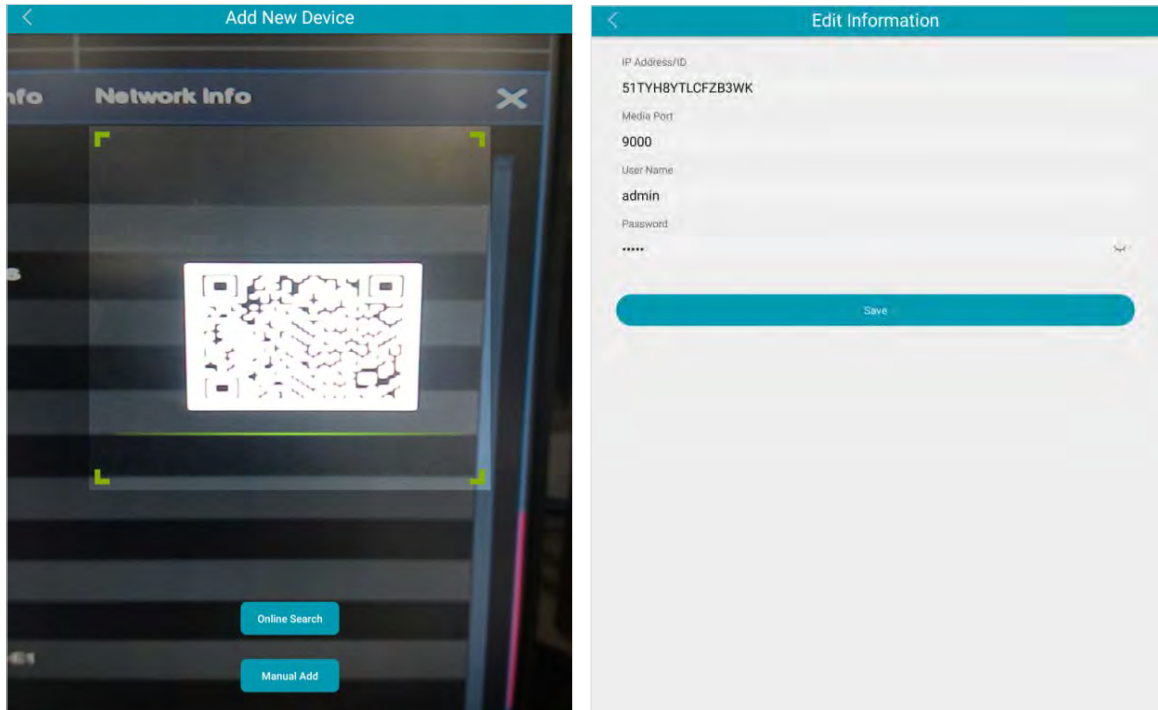 Add New Device
nfo
Network Info
Online Search
Manual Add
Edit Information
IP Address/ID
51TYH8YTLCFZB3WK
Media Port
9000
User Name
admin
Password
•••••
Save